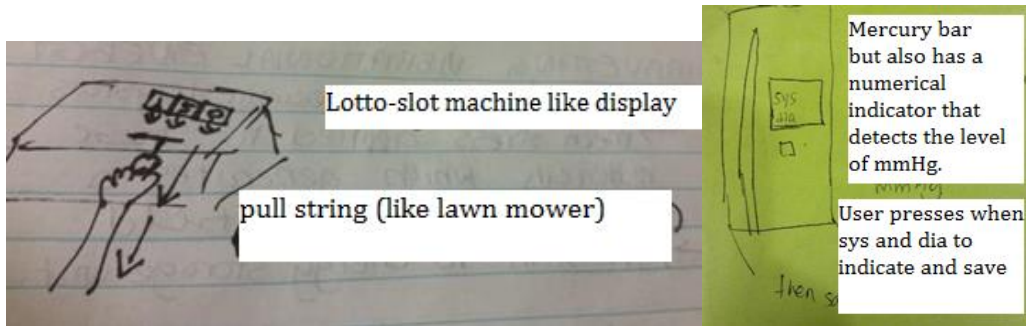 Lotto-slot machine like display
pull string (like lawn mower)
Mercury bar
but also has a
numerical
indicator that
detects the level
of mmHg.
sys
dia
mmHg
User presses when
sys and dia to
indicate and save
then